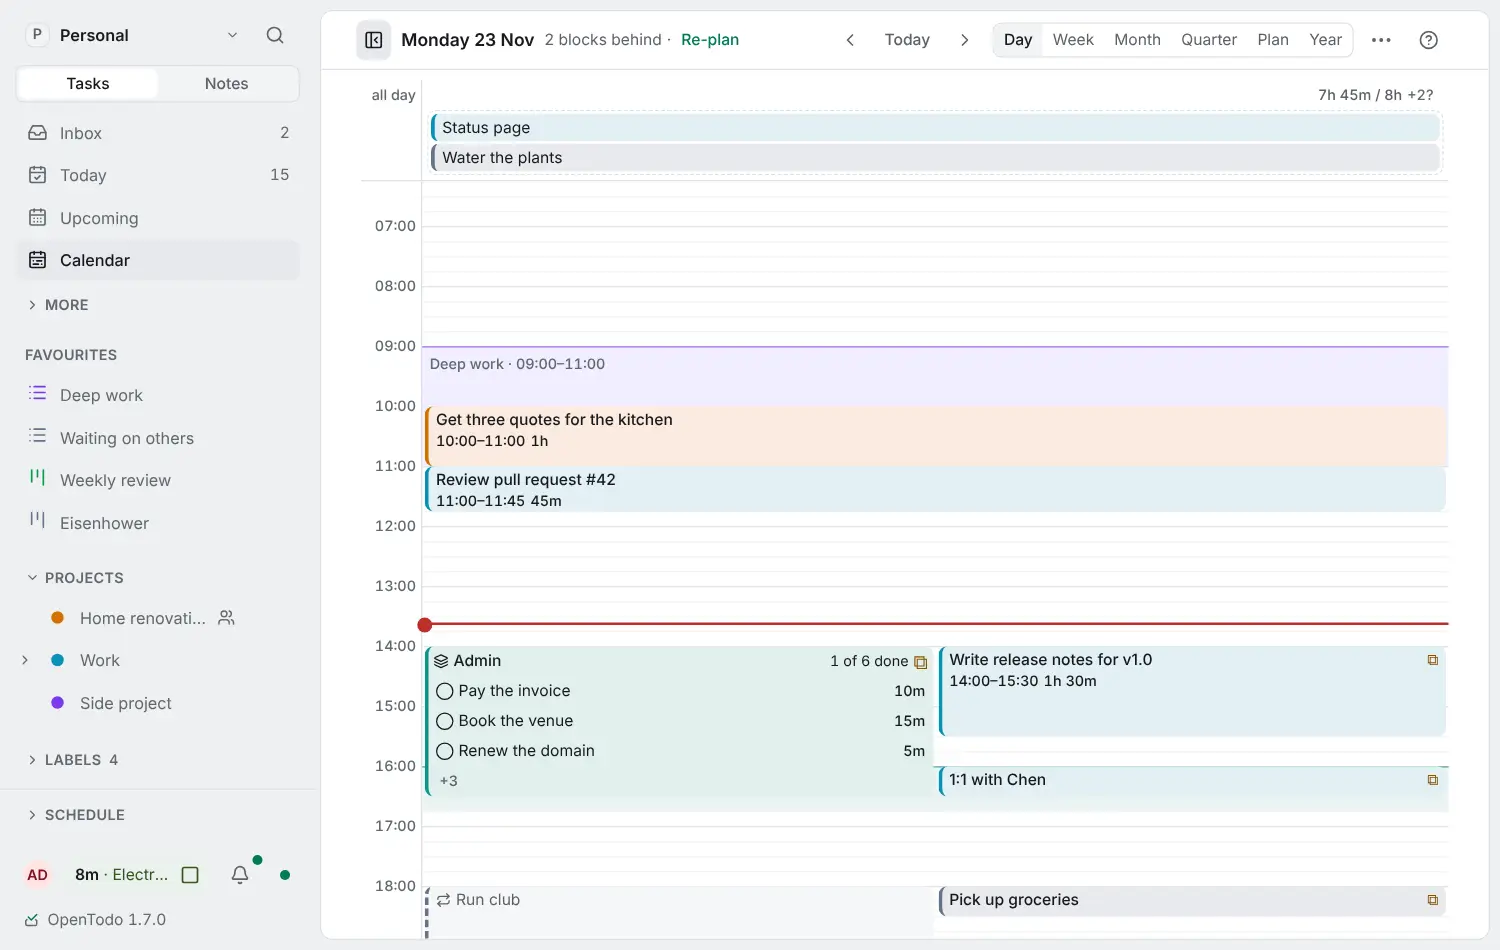 P Personal
Tasks Notes
Inbox 2
Today 15
Upcoming
Calendar
MORE
FAVOURITES
Deep work
Waiting on others
Weekly review
Eisenhower
PROJECTS
Home renovati...
Work
Side project
LABELS 4
SCHEDULE
AD 8m · Electr...
OpenTodo 1.7.0
Monday 23 Nov 2 blocks behind · Re-plan
Today
Day Week Month Quarter Plan Year
all day
7h 45m / 8h +2?
Status page
Water the plants
07:00
08:00
09:00
Deep work · 09:00–11:00
10:00
Get three quotes for the kitchen
10:00–11:00 1h
11:00
Review pull request #42
11:00–11:45 45m
12:00
13:00
14:00
Admin 1 of 6 done
Pay the invoice 10m
15:00
Book the venue 15m
Renew the domain 5m
16:00
+3
Write release notes for v1.0
14:00–15:30 1h 30m
1:1 with Chen
17:00
18:00
Run club
Pick up groceries